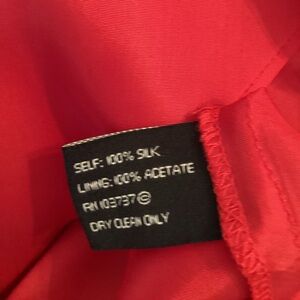 SELF: 100% SILK
LINING: 100% ACETATE
RN 103737 ©
DRY CLEAN ONLY